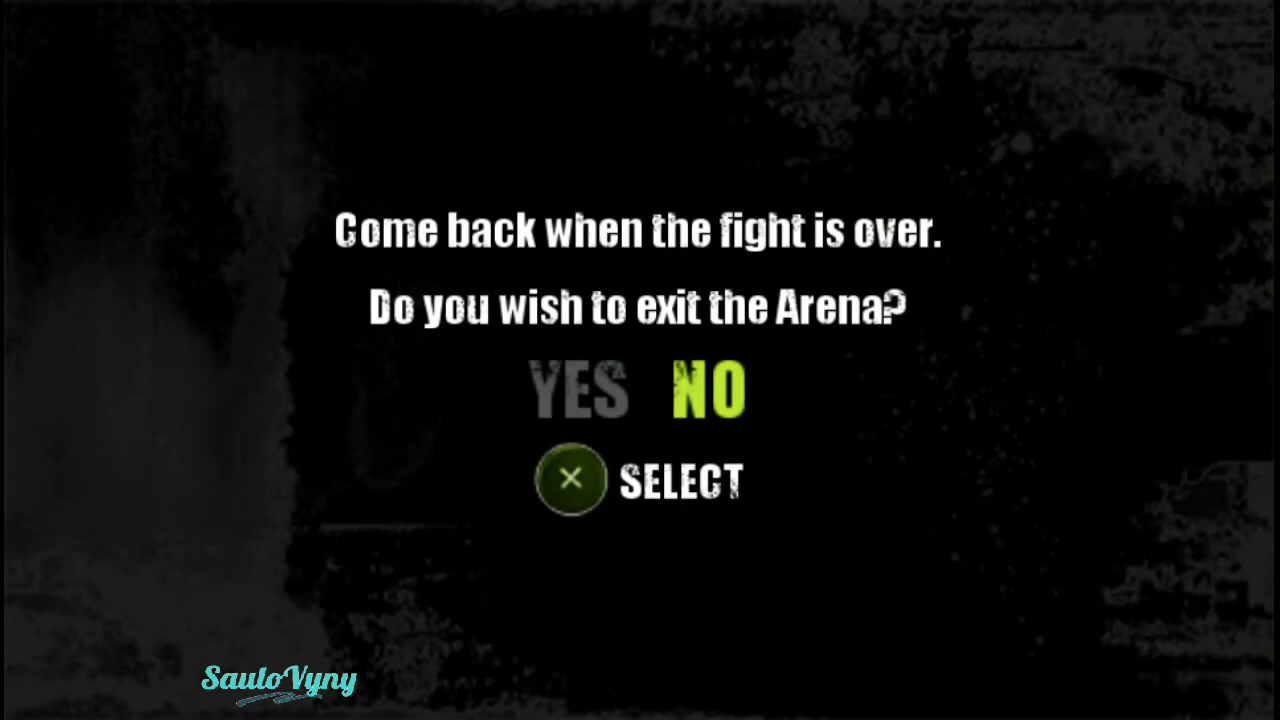 Come back when the fight is over.
Do you wish to exit the Arena?
YES NO
SELECT
SauloVyny